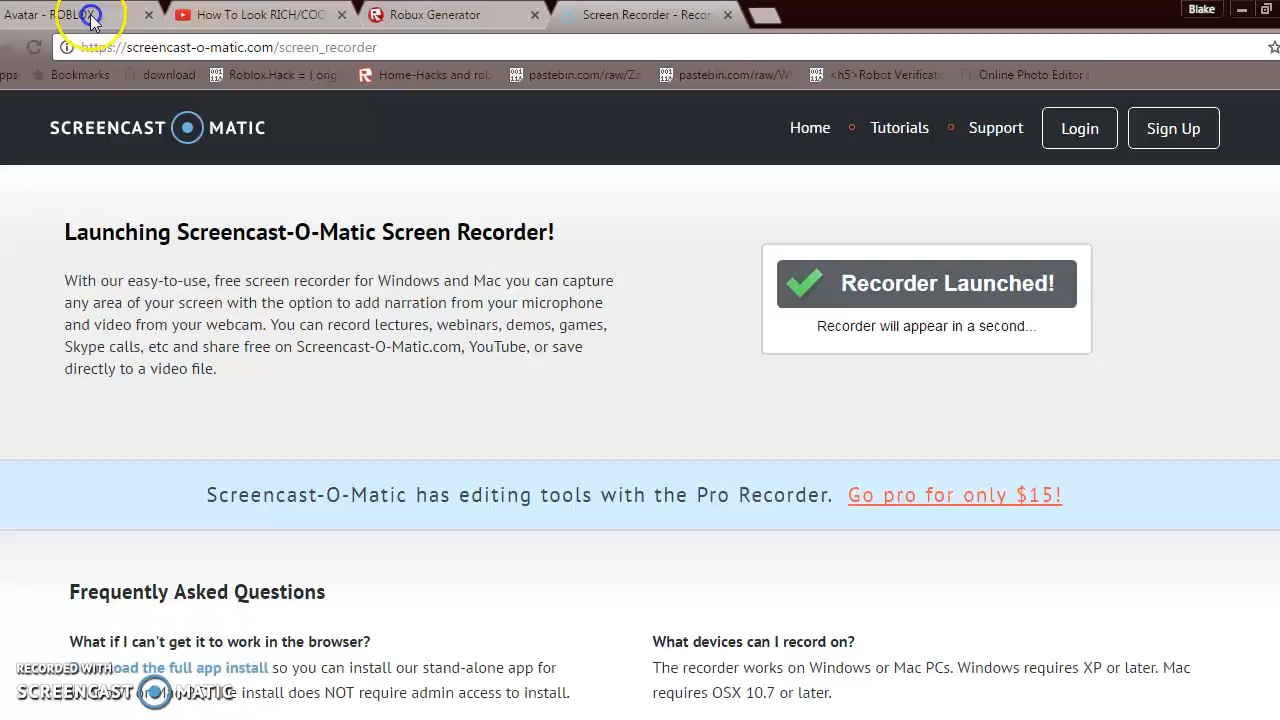 Avatar - ROBLOX
How To Look RICH/COO
Robux Generator
Screen Recorder - Recor
Blake
https://screencast-o-matic.com/screen_recorder
pps
Bookmarks
download
Roblox.Hack = ( orig
Home-Hacks and rob
pastebin.com/raw/Za
pastebin.com/raw/W
<h5>Robot Verificat
Online Photo Editor
SCREENCAST MATIC
Home
Tutorials
Support
Login
Sign Up
Launching Screencast-O-Matic Screen Recorder!
With our easy-to-use, free screen recorder for Windows and Mac you can capture
any area of your screen with the option to add narration from your microphone
and video from your webcam. You can record lectures, webinars, demos, games,
Skype calls, etc and share free on Screencast-O-Matic.com, YouTube, or save
directly to a video file.
Recorder Launched!
Recorder will appear in a second...
Screencast-O-Matic has editing tools with the Pro Recorder. Go pro for only $15!
Frequently Asked Questions
What if I can't get it to work in the browser?
the full app install so you can install our stand-alone app for
install does NOT require admin access to install.
What devices can I record on?
The recorder works on Windows or Mac PCs. Windows requires XP or later. Mac
requires OSX 10.7 or later.
RECORDED WITH
SCREENCAST MATIC